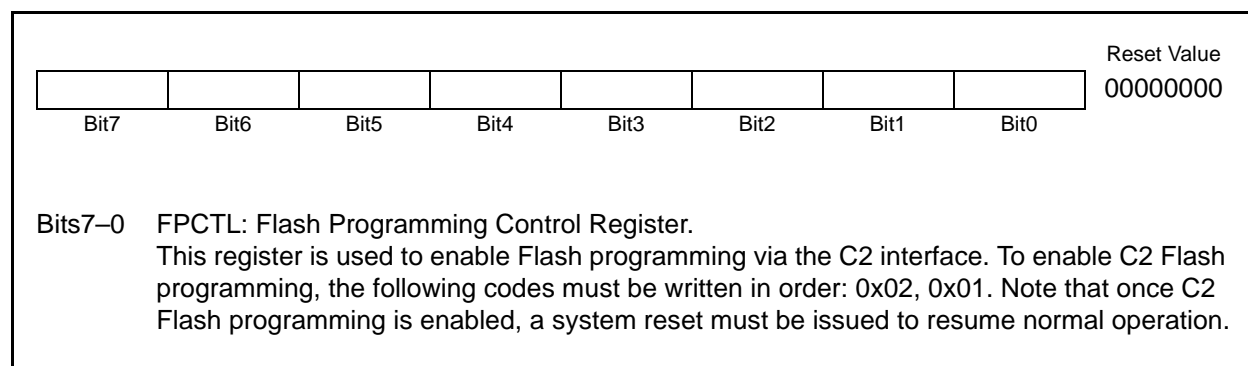 Reset Value
00000000
Bit7 Bit6 Bit5 Bit4 Bit3 Bit2 Bit1 Bit0
Bits7–0 FPCTL: Flash Programming Control Register.
This register is used to enable Flash programming via the C2 interface. To enable C2 Flash
programming, the following codes must be written in order: 0x02, 0x01. Note that once C2
Flash programming is enabled, a system reset must be issued to resume normal operation.